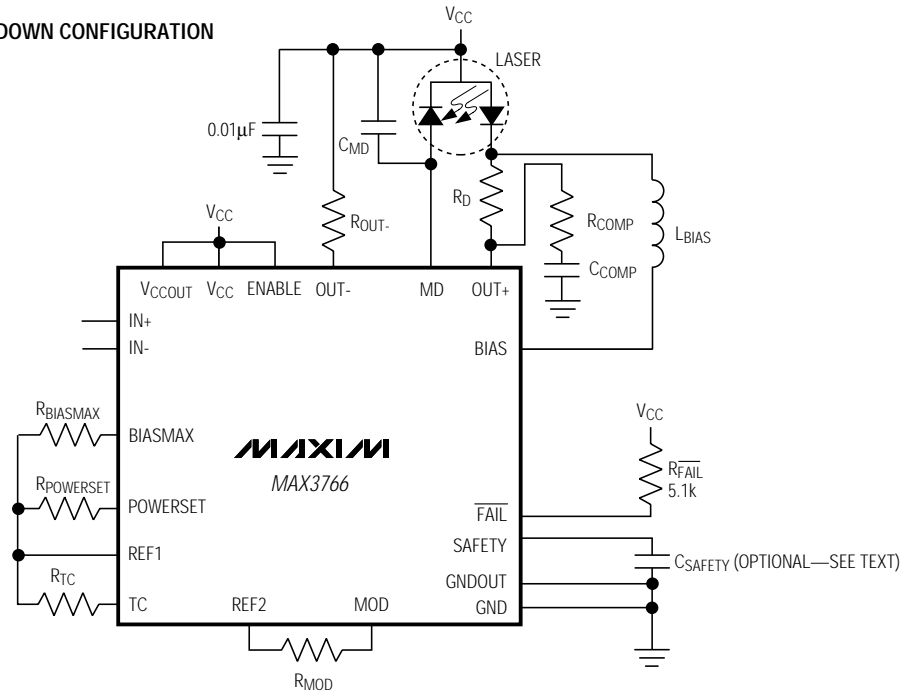 DOWN CONFIGURATION
VCC
LASER
0.01µF
CMD
RD
RCOMP
ROUT-
LBIAS
CCOMP
VCC
VCCOUT VCC ENABLE OUT- MD OUT+
IN+
IN-
BIAS
RBIASMAX
BIASMAX
VCC
MAXIM
MAX3766
RFAIL
5.1k
RPOWERSET
POWERSET
FAIL
SAFETY
REF1
CSAFETY (OPTIONAL—SEE TEXT)
GNDOUT
RTC
TC
REF2
MOD
GND
RMOD